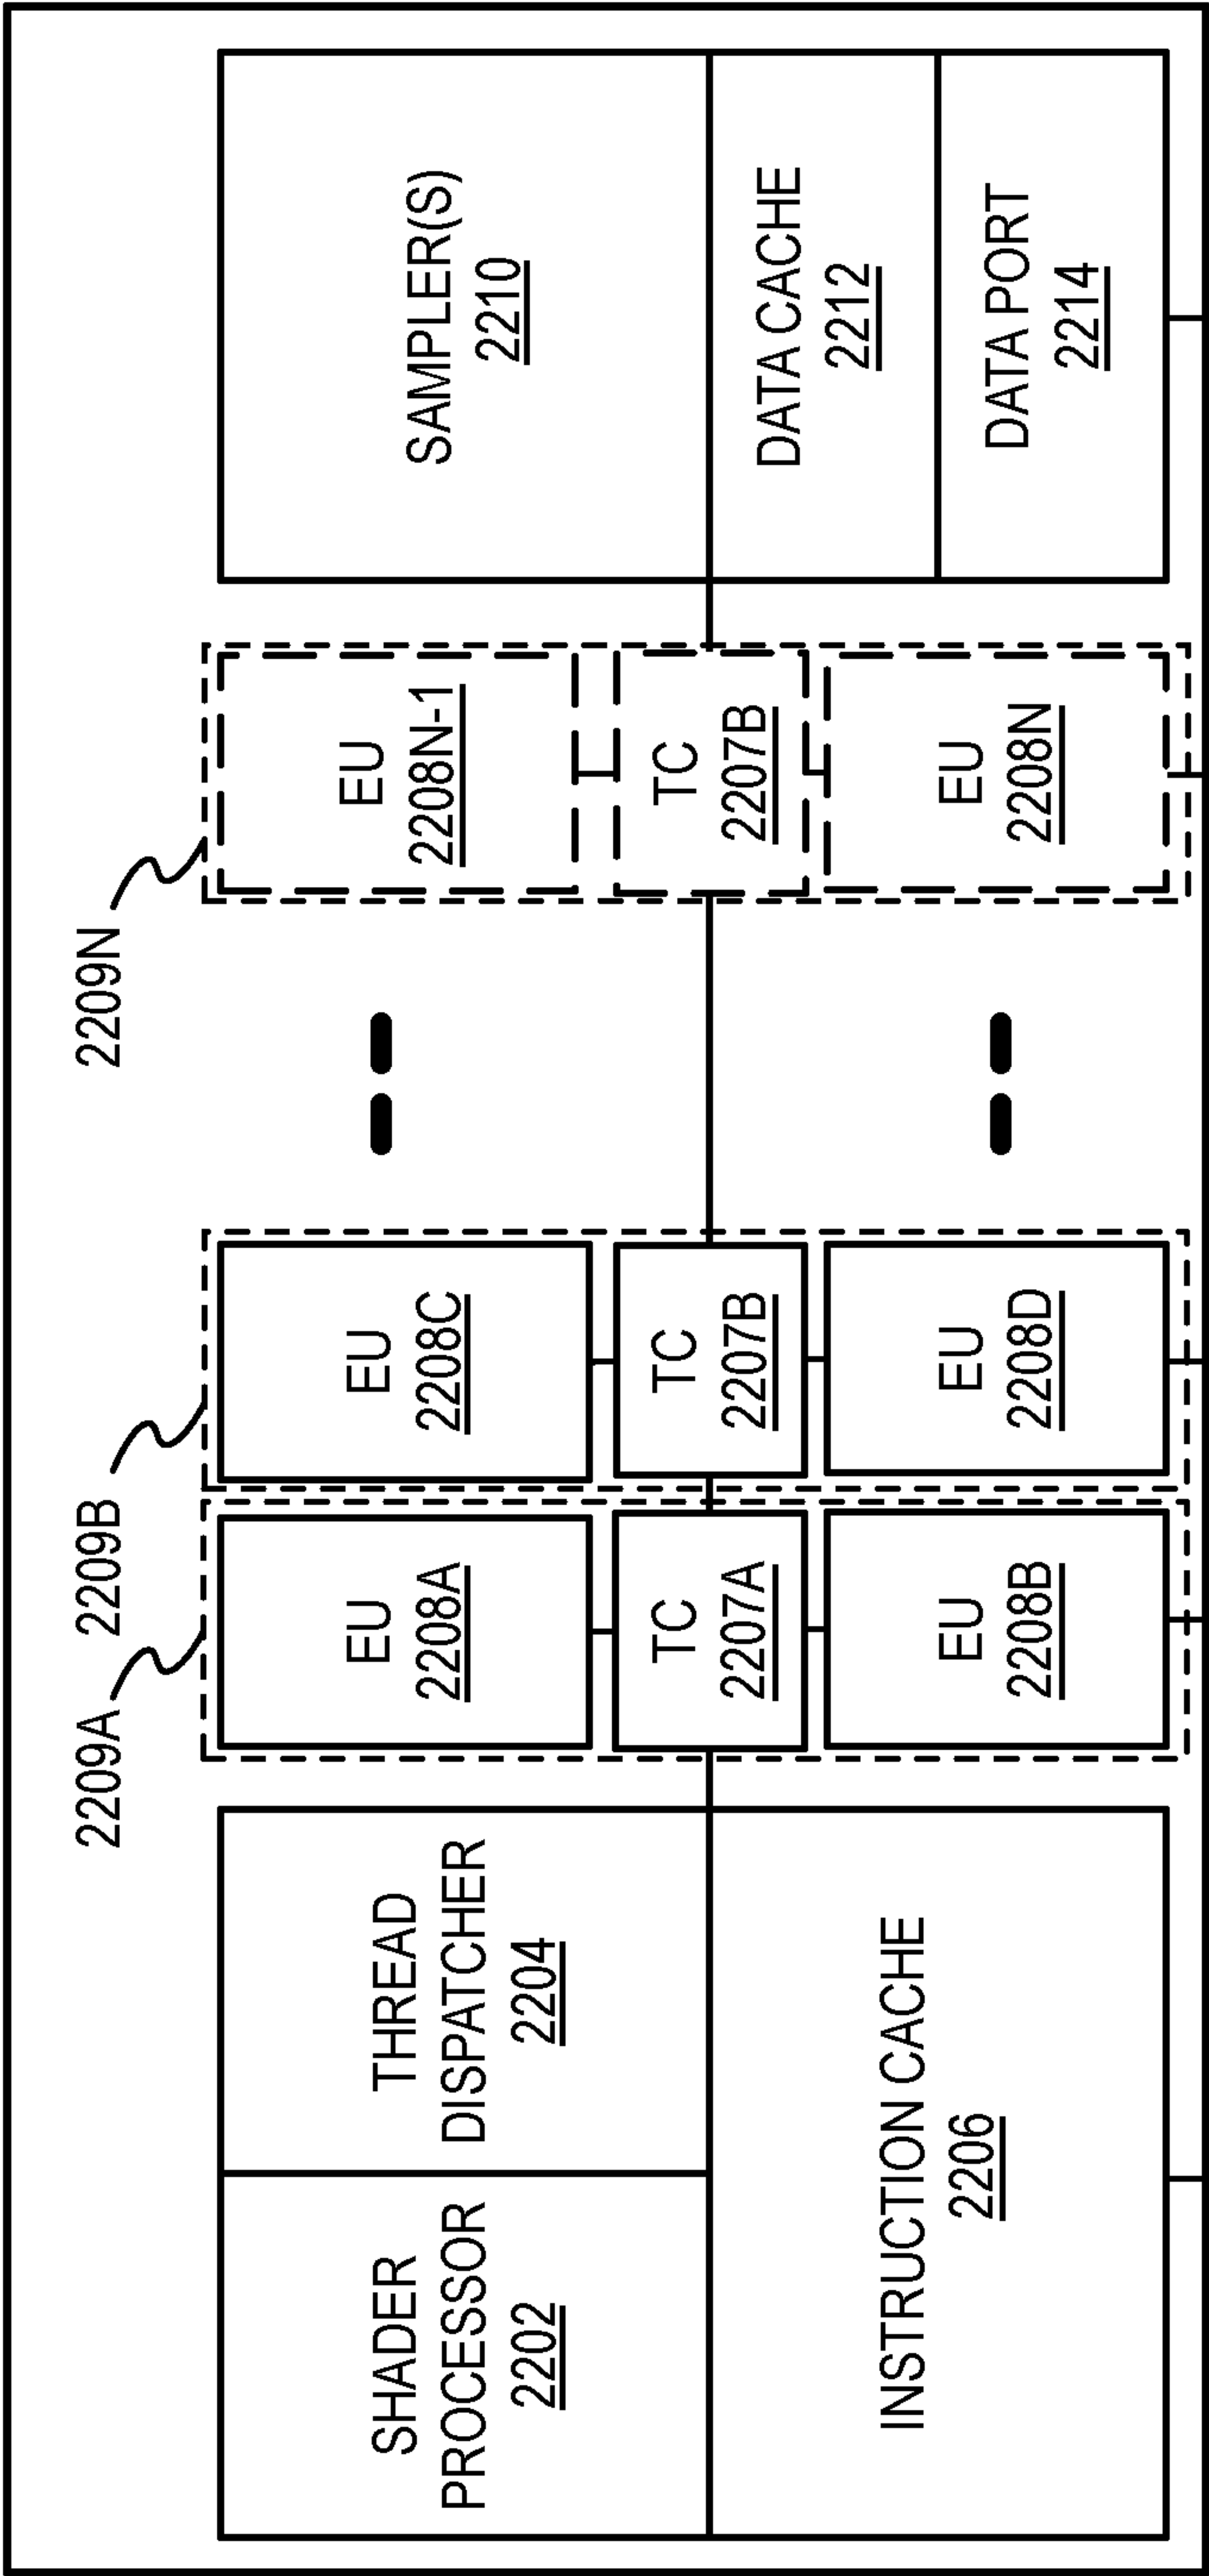 2209A
2209B
2209N
SHADER
PROCESSOR
2202
THREAD
DISPATCHER
2204
INSTRUCTION CACHE
2206
EU
2208A
TC
2207A
EU
2208B
EU
2208C
TC
2207B
EU
2208D
EU
2208N-1
TC
2207B
EU
2208N
SAMPLER(S)
2210
DATA CACHE
2212
DATA PORT
2214